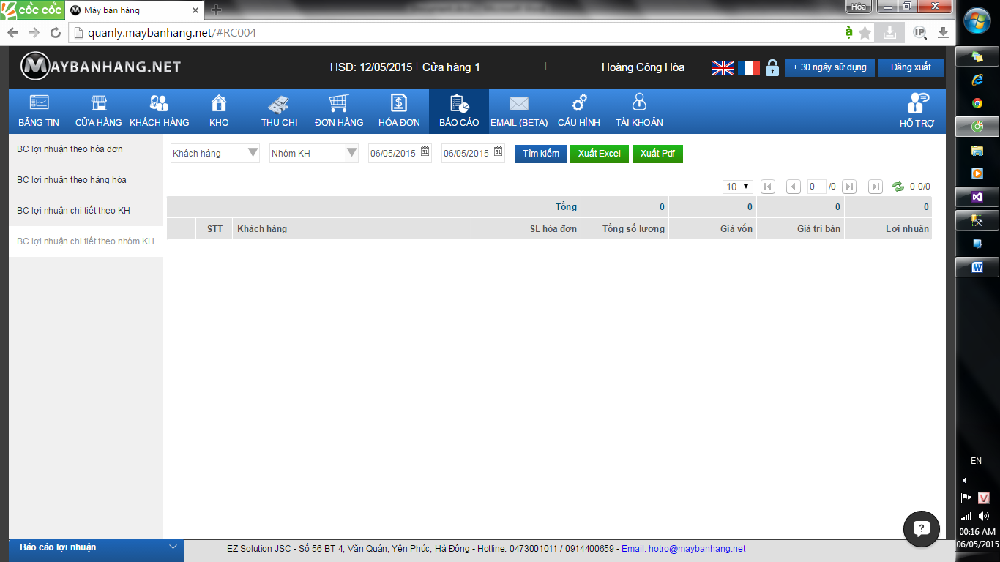 CỐC CỐC Máy bán hàng Hòa
quanly.maybanhang.net/#RC004 IP
MAYBANHANG.NET HSD: 12/05/2015 Cửa hàng 1 Hoàng Công Hòa + 30 ngày sử dụng Đăng xuất
BẢNG TIN CỬA HÀNG KHÁCH HÀNG KHO THU CHI ĐƠN HÀNG HÓA ĐƠN BÁO CÁO EMAIL (BETA) CẤU HÌNH TÀI KHOẢN HỖ TRỢ
BC lợi nhuận theo hóa đơn
BC lợi nhuận theo hàng hóa
BC lợi nhuận chi tiết theo KH
BC lợi nhuận chi tiết theo nhóm KH
Khách hàng Nhóm KH 06/05/2015 31 06/05/2015 31 Tìm kiếm Xuất Excel Xuất Pdf
10 0 /0 0-0/0
Tổng 0 0 0 0
STT Khách hàng SL hóa đơn Tổng số lượng Giá vốn Giá trị bán Lợi nhuận
Báo cáo lợi nhuận
EZ Solution JSC - Số 56 BT 4, Văn Quán, Yên Phúc, Hà Đông - Hotline: 0473001011 / 0914400659 - Email: hotro@maybanhang.net
EN
V
00:16 AM
06/05/2015